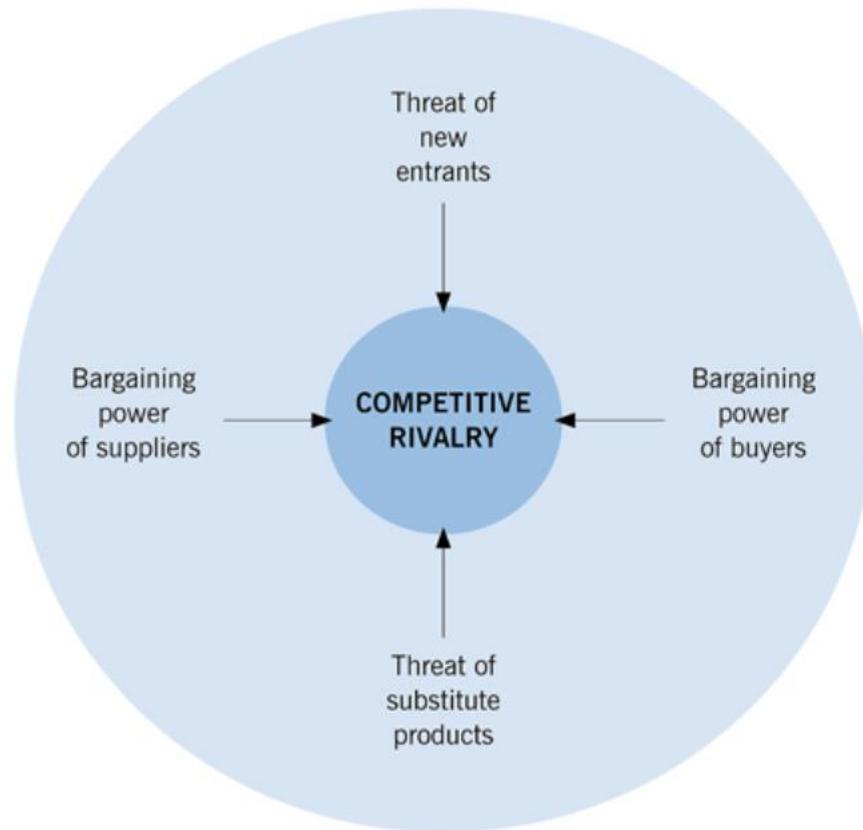 Threat of
new
entrants
Bargaining
power
of suppliers
COMPETITIVE
RIVALRY
Bargaining
power
of buyers
Threat of
substitute
products